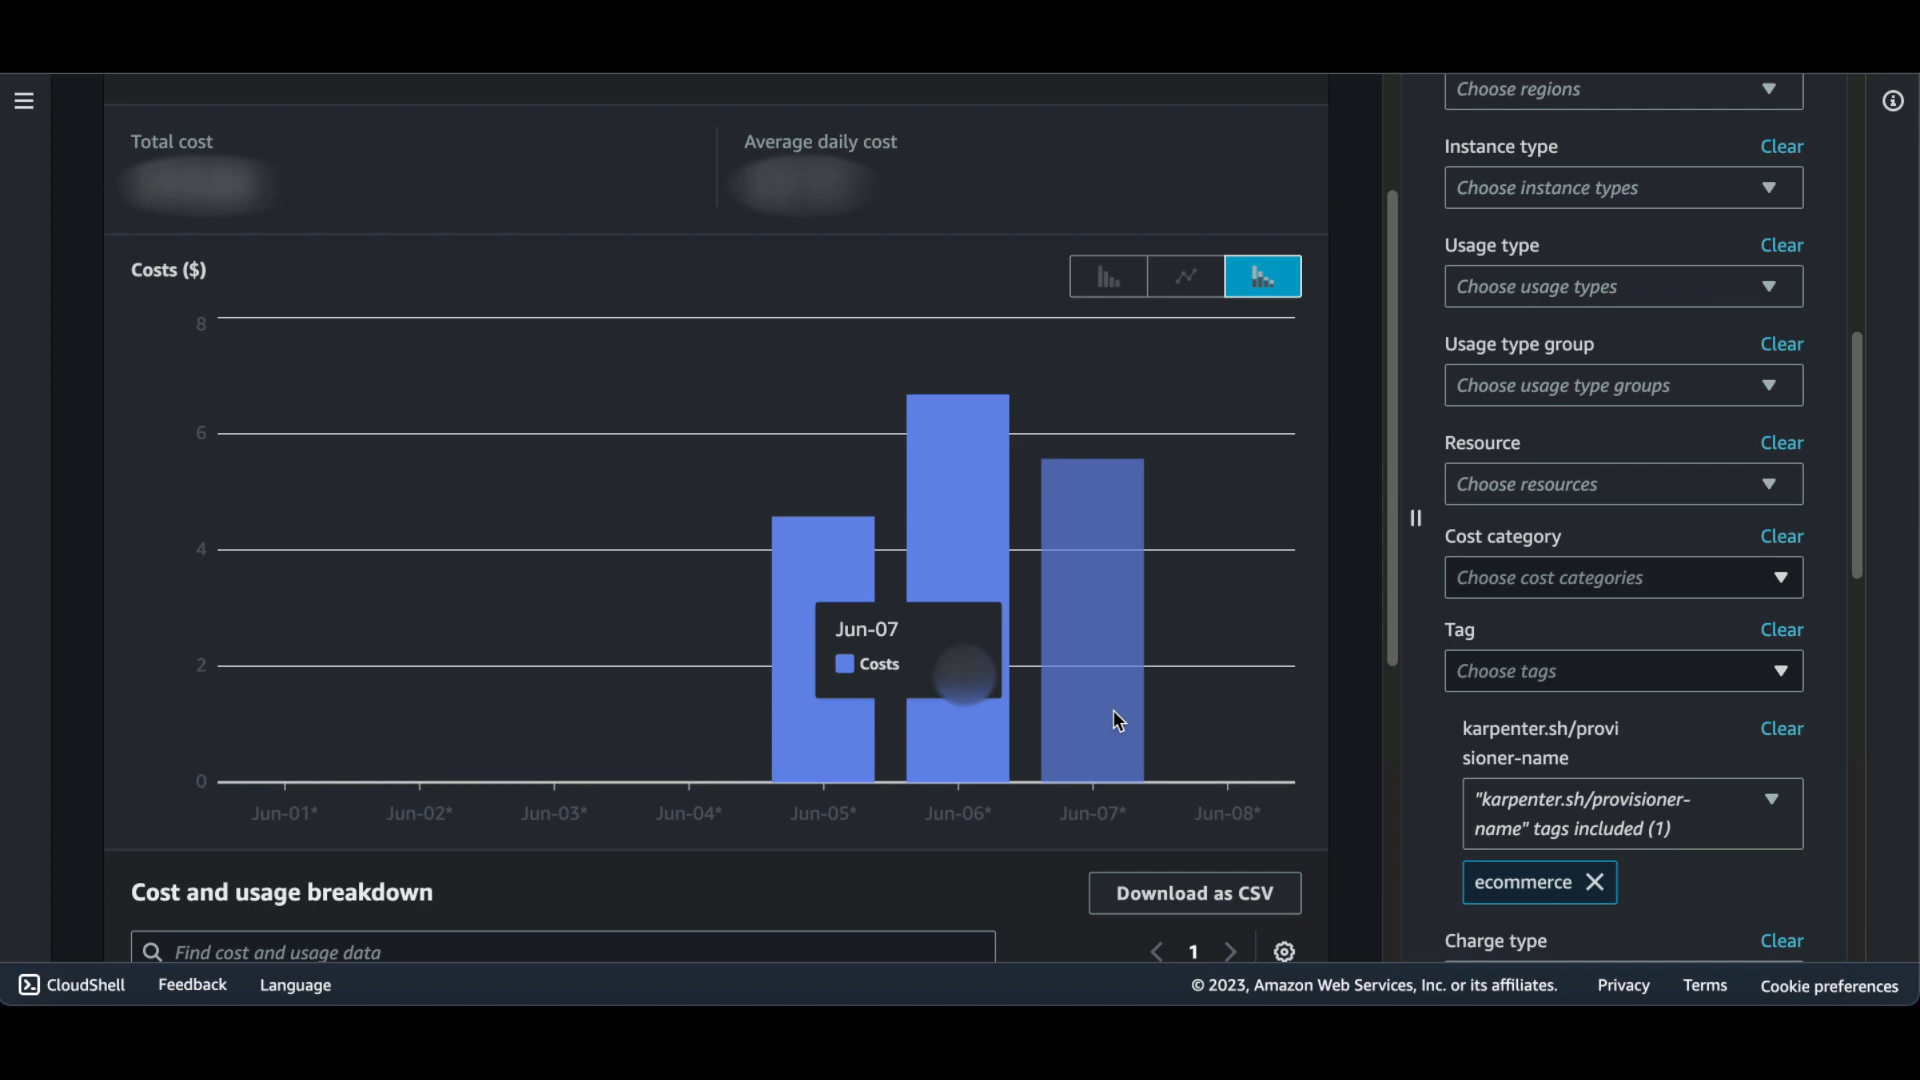 Choose regions
Total cost
Average daily cost
Instance type Clear
Choose instance types
Usage type Clear
Choose usage types
Usage type group Clear
Choose usage type groups
Resource Clear
Choose resources
Cost category Clear
Choose cost categories
Tag Clear
Choose tags
karpenter.sh/provi
sioner-name
Clear
"karpenter.sh/provisioner-
name" tags included (1)
ecommerce
Charge type Clear
Costs ($)
8
6
4
2
0
Jun-07
Costs
Jun-01* Jun-02* Jun-03* Jun-04* Jun-05* Jun-06* Jun-07* Jun-08*
Cost and usage breakdown
Download as CSV
Find cost and usage data
1
CloudShell Feedback Language
© 2023, Amazon Web Services, Inc. or its affiliates. Privacy Terms Cookie preferences